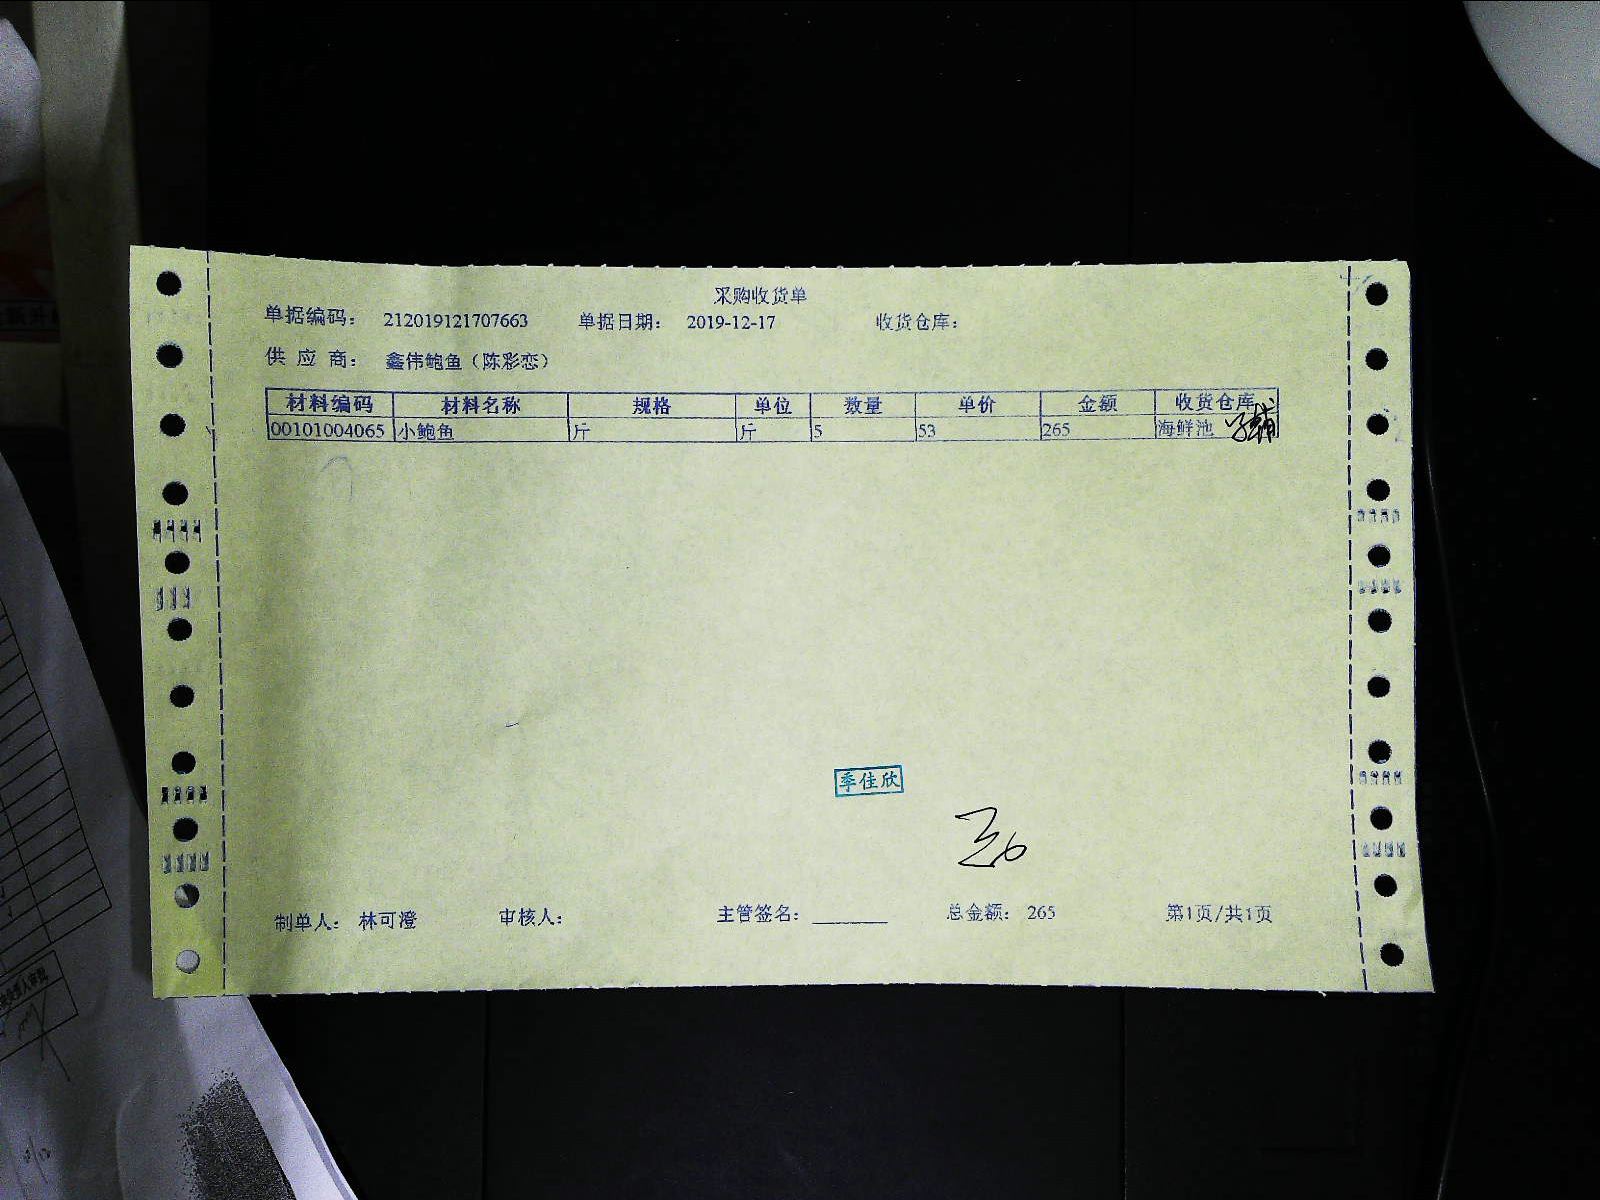 采购收货单
单据编码： 212019121707663 单据日期： 2019-12-17 收货仓库：
供 应 商： 鑫伟鲍鱼（陈彩恋）
材料编码 材料名称 规格 单位 数量 单价 金额 收货仓库
00101004065 小鲍鱼 斤 斤 5 53 265 海鲜池
季佳欣
制单人： 林可澄 审核人： 主管签名： 总金额： 265 第1页/共1页